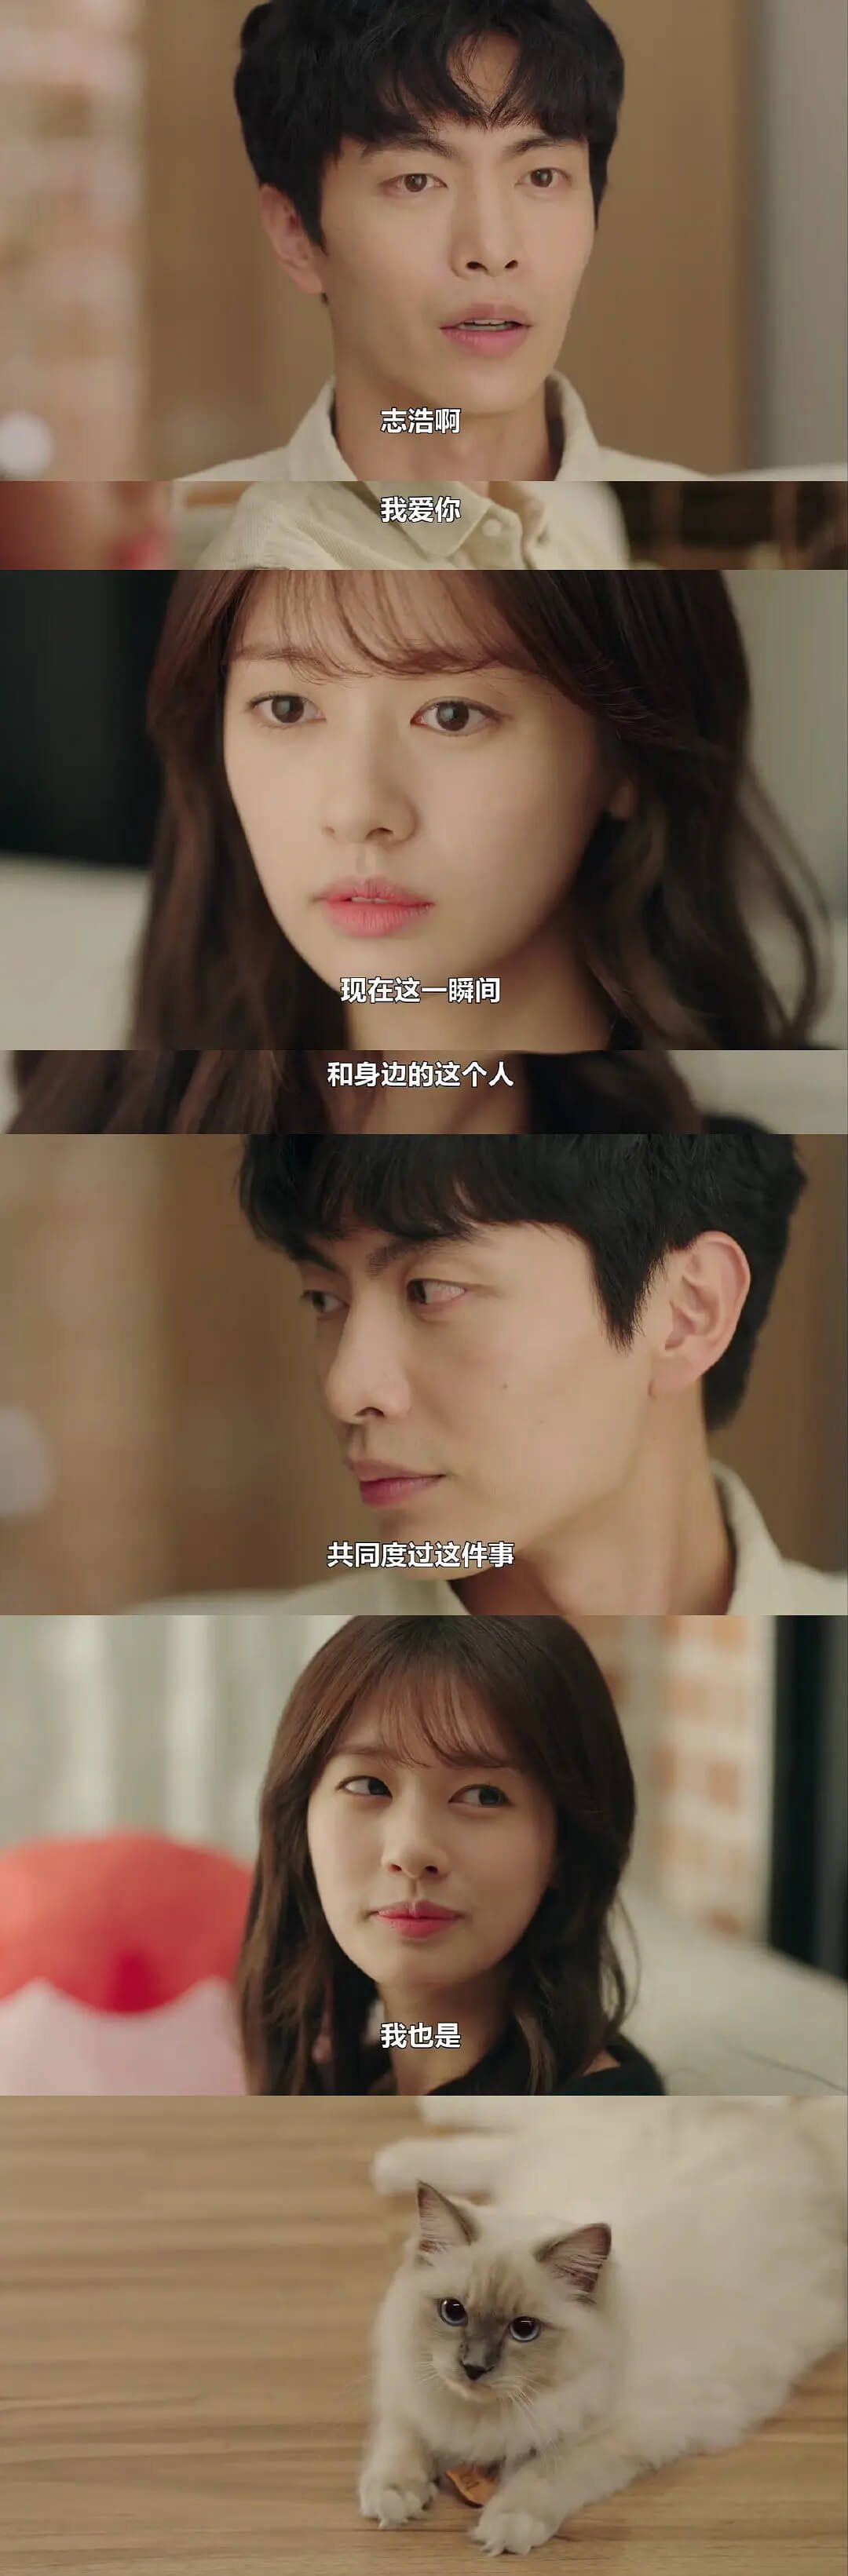 志浩啊
我爱你
现在这一瞬间
和身边的这个人
共同度过这件事
我也是